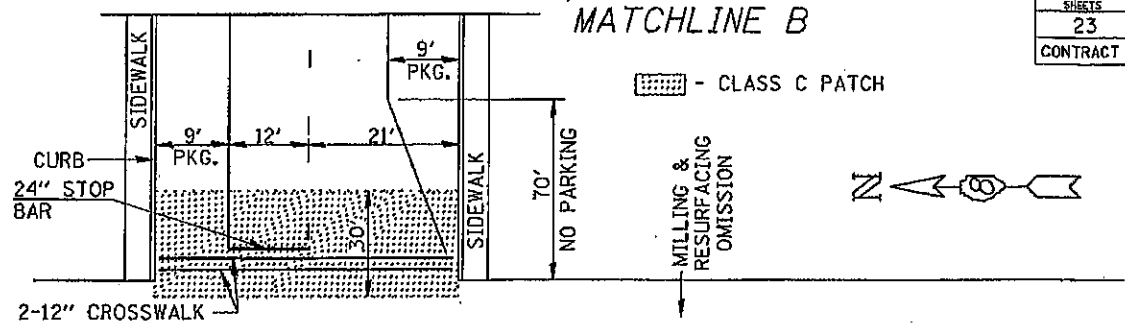 MATCHLINE B
SHEETS
23
CONTRACT
SIDEWALK
9'
PKG.
- CLASS C PATCH
9'
PKG.
12'
21'
CURB
24" STOP
BAR
30'
SIDEWALK
70'
NO PARKING
MILLING &
RESURFACING
OMISSION
N
2-12" CROSSWALK